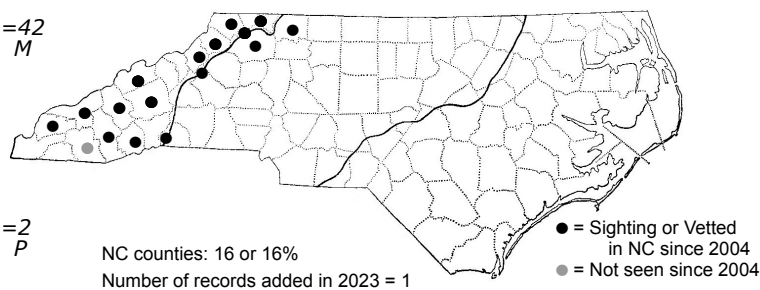 =42
M
=2
P
NC counties: 16 or 16%
Number of records added in 2023 = 1
= Sighting or Vetted
in NC since 2004
= Not seen since 2004